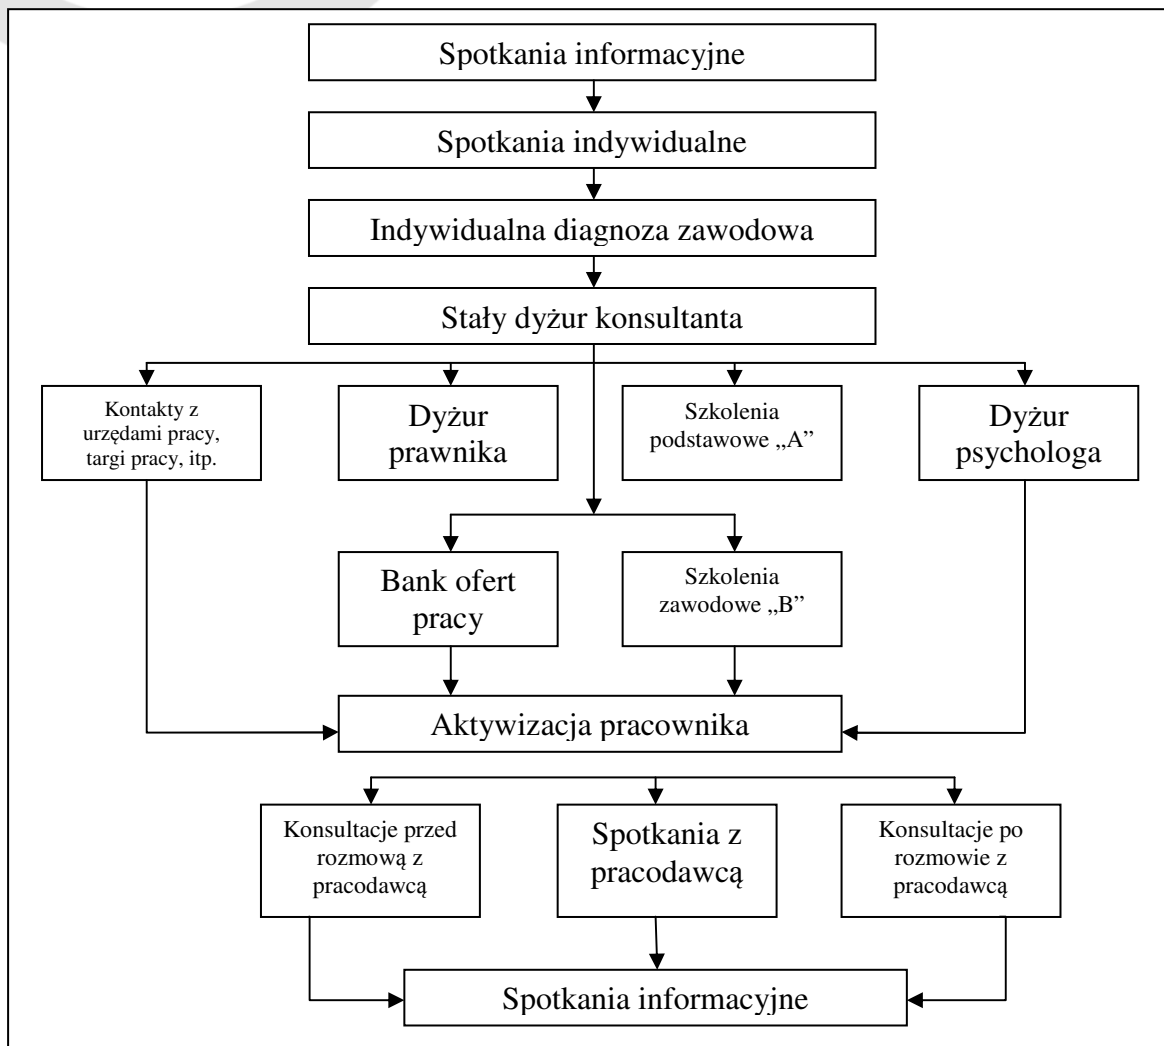 Spotkania informacyjne
Spotkania indywidualne
Indywidualna diagnoza zawodowa
Stały dyżur konsultanta
Kontakty z
urzędami pracy,
targi pracy, itp.
Dyżur
prawnika
Szkolenia
podstawowe „A”
Dyżur
psychologa
Bank ofert
pracy
Szkolenia
zawodowe „B”
Aktywizacja pracownika
Konsultacje przed
rozmową z
pracodawcą
Spotkania z
pracodawcą
Konsultacje po
rozmowie z
pracodawcą
Spotkania informacyjne